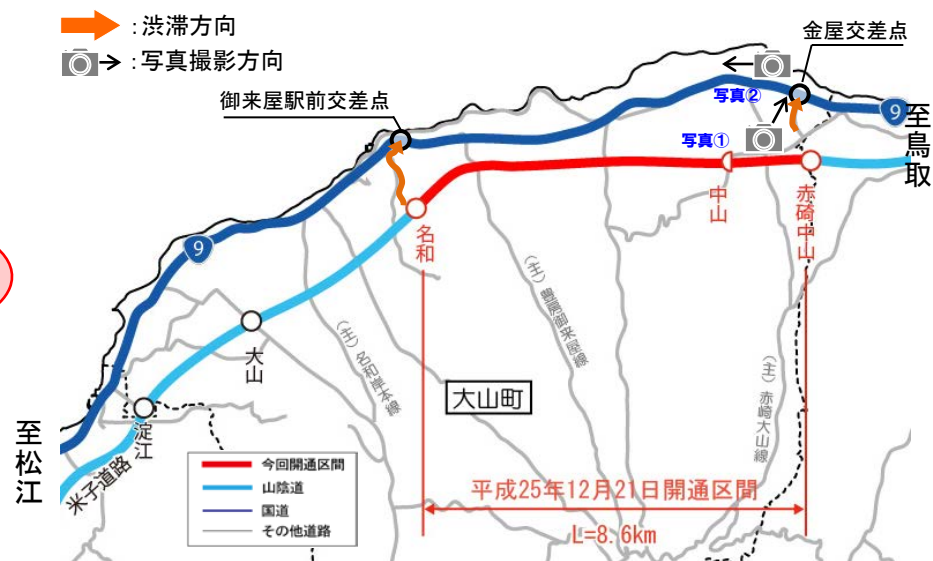 ：渋滞方向
：写真撮影方向
金屋交差点
御来屋駅前交差点
写真②
写真①
9
至鳥取
中山
赤碕中山
名和
9
（主）豊房御来屋線
（主）名和岸本線
（主）赤碕大山線
大山
大山町
淀江
至松江
米子道路
今回開通区間
山陰道
国道
その他道路
平成25年12月21日開通区間
L=8.6km